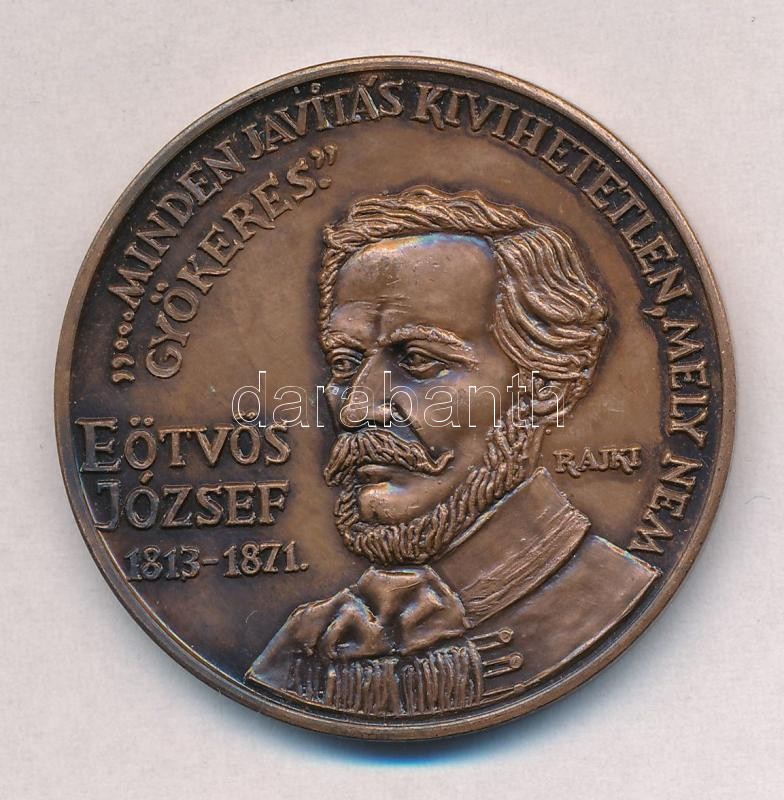 „...MINDEN JAVÍTÁS KIVIHETETLEN, MELY NEM
GYÖKERES."
EÖTVÖS
JÓZSEF
1813-1871.
RAJKI
darabanth